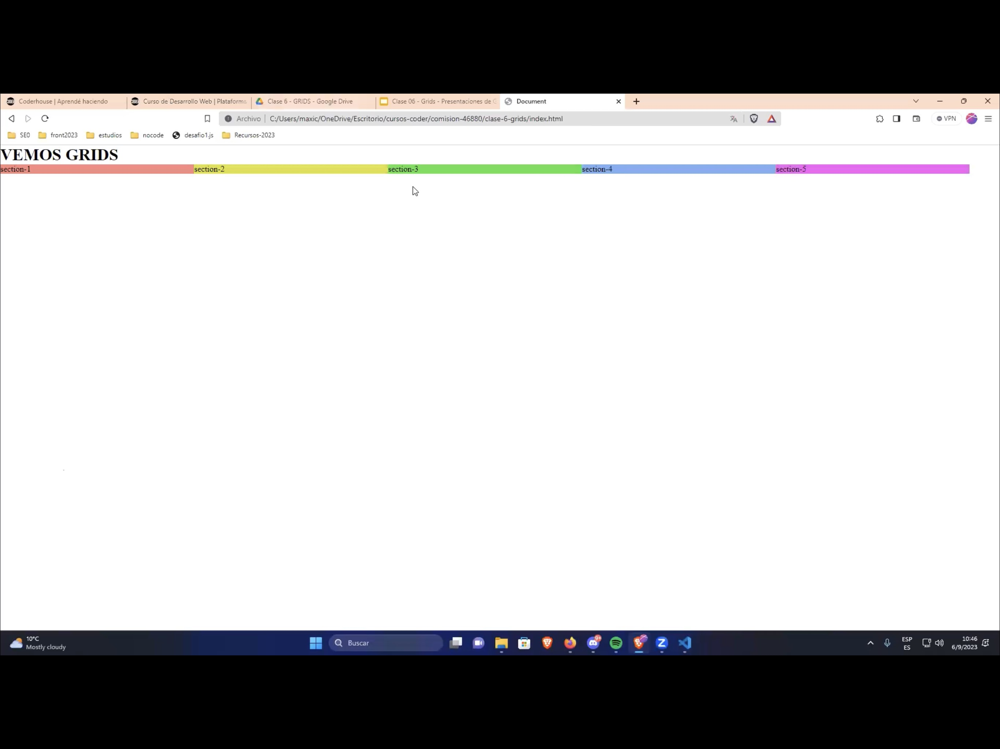 Coderhouse | Aprendé haciendo
Curso de Desarrollo Web | Plataforma
Clase 6 - GRIDS - Google Drive
Clase 06 - Grids - Presentaciones de G
Document
Archivo C:/Users/maxic/OneDrive/Escritorio/cursos-coder/comision-46880/clase-6-grids/index.html
VPN
SEO front2023 estudios nocode desafio1.js Recursos-2023
VEMOS GRIDS
section-1 section-2 section-3 section-4 section-5
10°C
Mostly cloudy
Buscar
9+
ESP
ES
10:46
6/9/2023